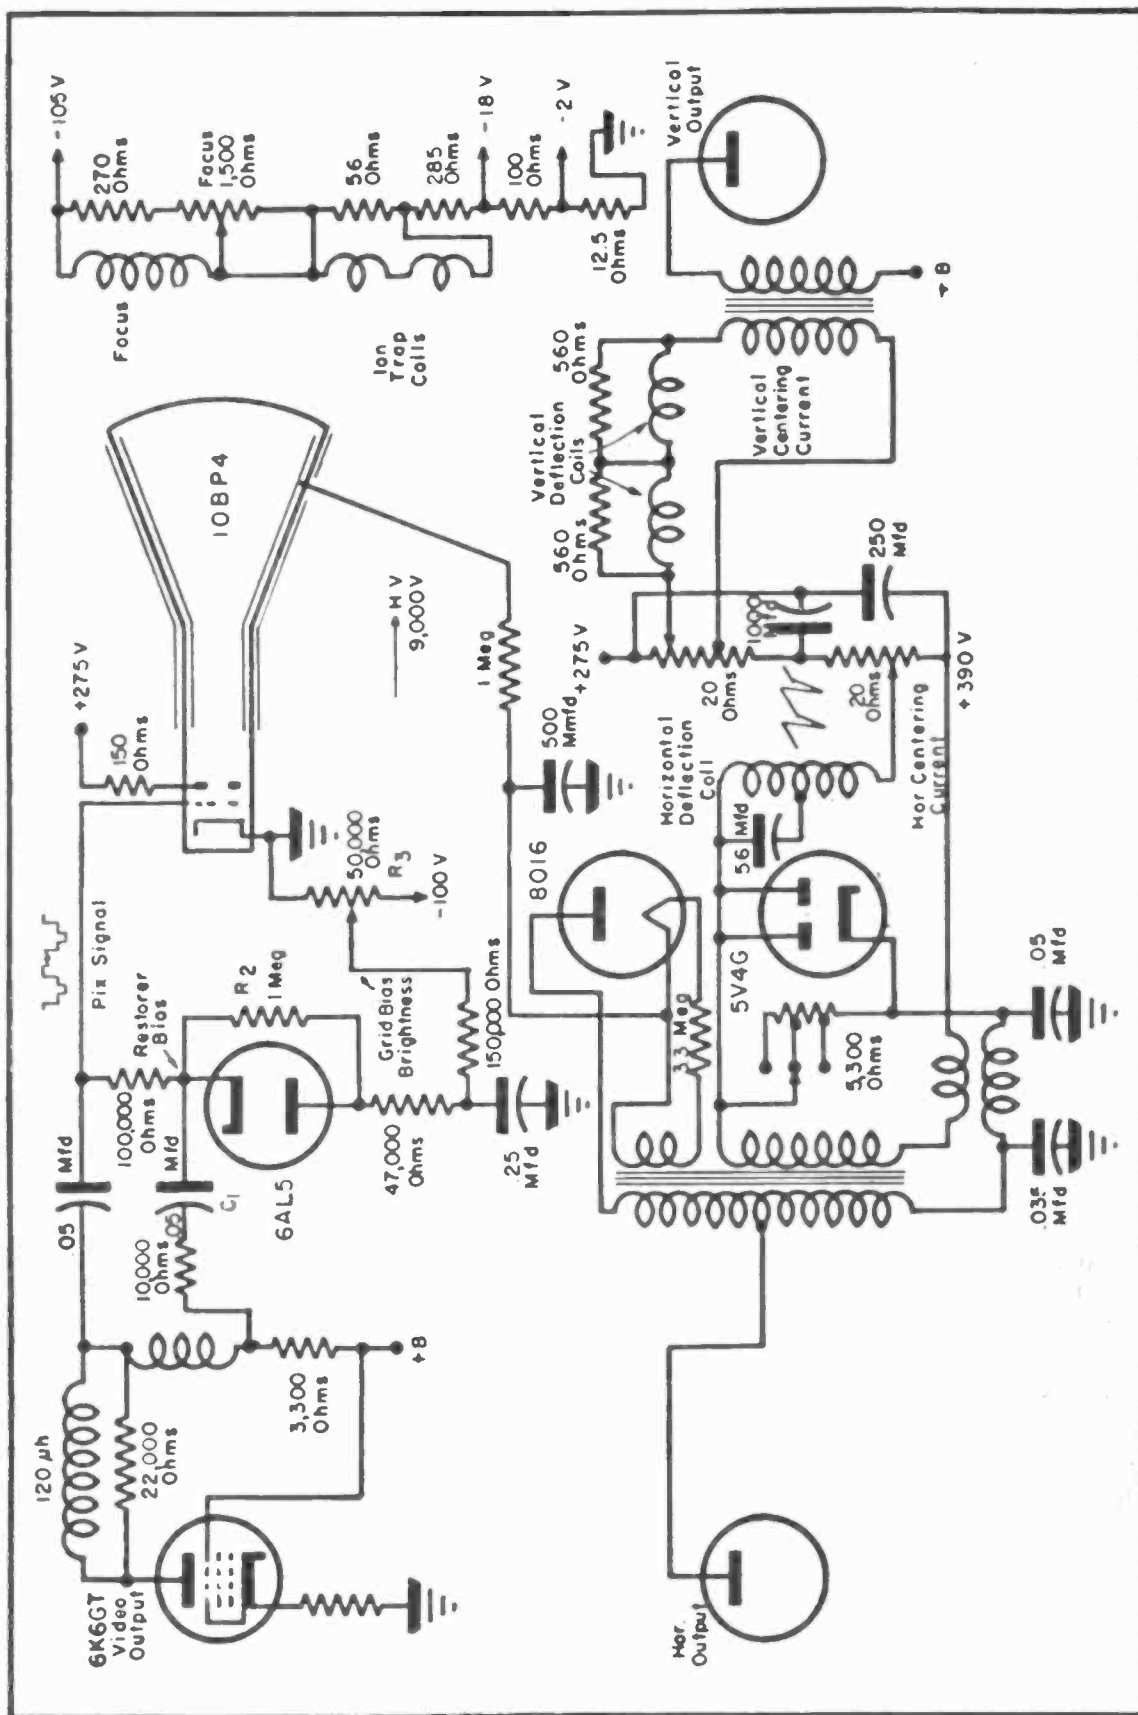 120 μh
6K6GT
Video
Output
22,000
Ohms
3,300
Ohms
+B
.05
Mfd
10,000
Ohms
.05
Mfd
C1
100,000
Ohms
Restorer
Bias
Pix Signal
6AL5
R2
1 Meg
47,000
Ohms
.25
Mfd
150,000 Ohms
Grid Bias
Brightness
50,000
Ohms
R3
-100V
150
Ohms
+275V
10BP4
HV
9,000V
1 Meg
500
Mmfd
Focus
-105V
270
Ohms
Focus
1,500
Ohms
56
Ohms
285
Ohms
-18V
100
Ohms
-2V
12.5
Ohms
Ion
Trap
Coils
Hor. Output
8016
3.3 Meg
5V4G
5,300
Ohms
56 Mfd
.035
Mfd
.05
Mfd
Horizontal
Deflection
Coil
Hor Centering
Current
+275V
20
Ohms
20
Ohms
1000
Mfd
250
Mfd
+390V
560
Ohms
560
Ohms
Vertical
Deflection
Coils
Vertical
Centering
Current
+B
Vertical
Output